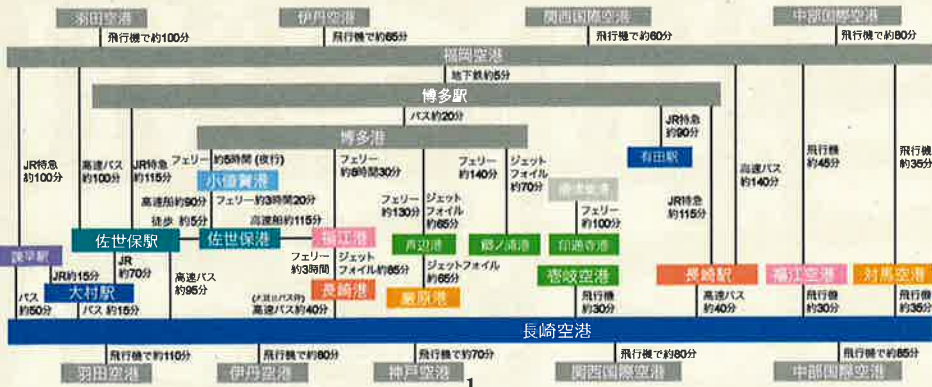 羽田空港 伊丹空港 関西国際空港 中部国際空港
飛行機で約100分 飛行機で約65分 飛行機で約60分 飛行機で約80分
福岡空港
地下鉄約5分
博多駅
バス約20分
博多港
JR特急
約100分
高速バス
約100分
JR特急
約115分
フェリー 約5時間 (夜行)
小値賀港
高速船約90分 フェリー約3時間20分
徒歩 約5分
高速船約115分
フェリー
約8時間30分
フェリー
約130分
ジェット
フォイル
約65分
フェリー
約140分
ジェット
フォイル
約70分
JR特急
約90分
有田駅
フェリー
約100分
JR特急
約115分
高速バス
約140分
飛行機
約45分
飛行機
約35分
諫早駅 佐世保駅 佐世保港 福江港 芦辺港 郷ノ浦港 印通寺港
JR約15分
JR
約70分
高速バス
約95分
フェリー
約3時間
ジェット
フォイル約85分
ジェットフォイル
約65分
大村駅 長崎港 厳原港 壱岐空港 長崎駅 福江空港 対馬空港
バス
約50分
バス 約15分
高速バス約40分
飛行機
約30分
高速バス
約40分
飛行機
約30分
飛行機
約35分
長崎空港
飛行機で約110分 飛行機で約80分 飛行機で約70分 飛行機で約80分 飛行機で約85分
羽田空港 伊丹空港 神戸空港 関西国際空港 中部国際空港
1